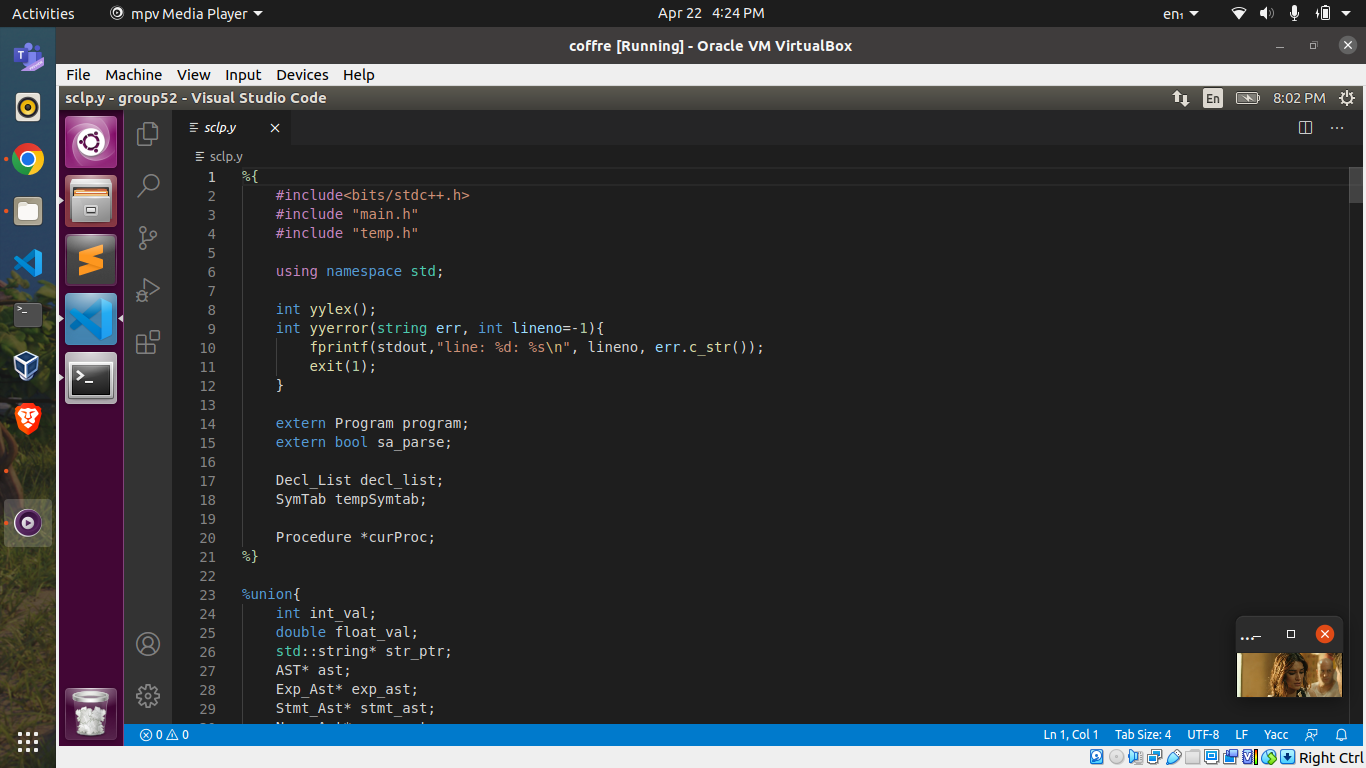 Activities
mpv Media Player
Apr 22 4:24 PM
en₁
coffre [Running] - Oracle VM VirtualBox
File Machine View Input Devices Help
sclp.y - group52 - Visual Studio Code
En
8:02 PM
sclp.y
sclp.y
1 %{
2 #include<bits/stdc++.h>
3 #include "main.h"
4 #include "temp.h"
5
6 using namespace std;
7
8 int yylex();
9 int yyerror(string err, int lineno=-1){
10 fprintf(stdout,"line: %d: %s\n", lineno, err.c_str());
11 exit(1);
12 }
13
14 extern Program program;
15 extern bool sa_parse;
16
17 Decl_List decl_list;
18 SymTab tempSymtab;
19
20 Procedure *curProc;
21 %}
22
23 %union{
24 int int_val;
25 double float_val;
26 std::string* str_ptr;
27 AST* ast;
28 Exp_Ast* exp_ast;
29 Stmt_Ast* stmt_ast;
0 0
Ln 1, Col 1 Tab Size: 4 UTF-8 LF Yacc
Right Ctrl